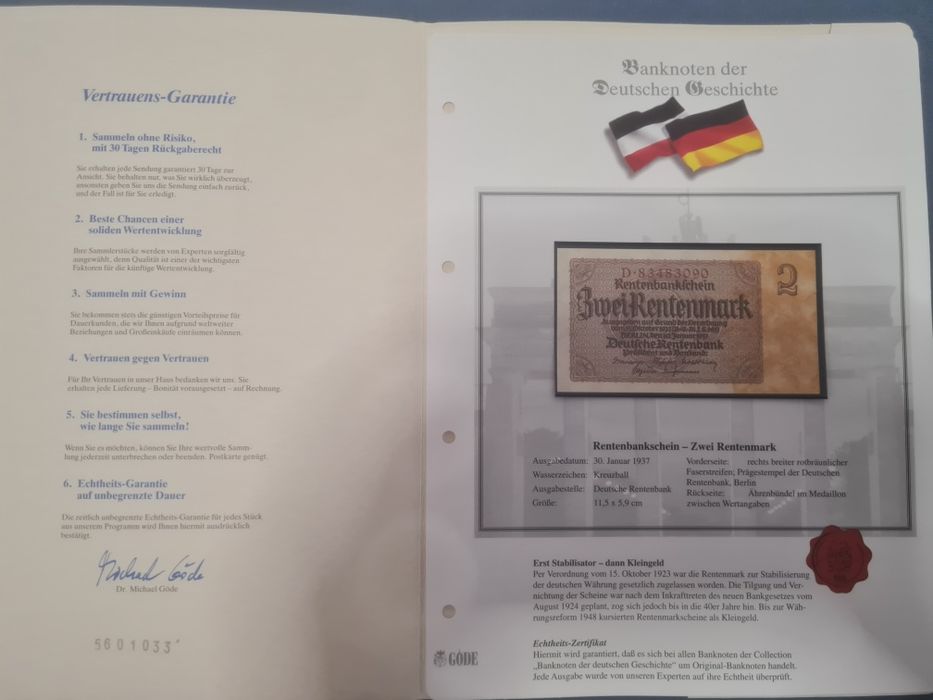 Vertrauens-Garantie
1. Sammeln ohne Risiko,
mit 30 Tagen Rückgaberecht
Sie erhalten jede Sendung garantiert 30 Tage zur
Ansicht. Sie behalten nur, was Sie wirklich überzeugt,
ansonsten geben Sie uns die Sendung einfach zurück,
und der Fall ist für Sie erledigt.
2. Beste Chancen einer
soliden Wertentwicklung
Ihre Sammlerstücke werden von Experten sorgfältig
ausgewählt, denn Qualität ist einer der wichtigsten
Faktoren für die künftige Wertentwicklung.
3. Sammeln mit Gewinn
Sie bekommen stets die günstigen Vorteilspreise für
Dauerkunden, die wir Ihnen aufgrund weltweiter
Beziehungen und Großeinkäufe einräumen können.
4. Vertrauen gegen Vertrauen
Für Ihr Vertrauen in unser Haus bedanken wir uns. Sie
erhalten jede Lieferung – Bonität vorausgesetzt – auf Rechnung.
5. Sie bestimmen selbst,
wie lange Sie sammeln!
Wenn Sie es möchten, können Sie Ihre wertvolle Samm-
lung jederzeit unterbrechen oder beenden. Postkarte genügt.
6. Echtheits-Garantie
auf unbegrenzte Dauer
Die zeitlich unbegrenzte Echtheits-Garantie für jedes Stück
aus unserem Programm wird Ihnen hiermit ausdrücklich
bestätigt.
Michael Göde
Dr. Michael Göde
5601033
Banknoten der
Deutschen Geschichte
D·83483090
Rentenbankschein
2
Zwei Rentenmark
Ausgegeben auf Grund der Verordnung
Deutsche Rentenbank
Rentenbankschein – Zwei Rentenmark
Ausgabedatum: 30. Januar 1937
Wasserzeichen: Kreuzball
Ausgabestelle: Deutsche Rentenbank
Größe: 11,5 x 5,9 cm
Vorderseite: rechts breiter rotbräunlicher
Faserstreifen; Prägestempel der Deutschen
Rentenbank, Berlin
Rückseite: Ährenbündel im Medaillon
zwischen Wertangaben
Erst Stabilisator – dann Kleingeld
Per Verordnung vom 15. Oktober 1923 war die Rentenmark zur Stabilisierung
der deutschen Währung gesetzlich zugelassen worden. Die Tilgung und Ver-
nichtung der Scheine war nach dem Inkrafttreten des neuen Bankgesetzes vom
August 1924 geplant, zog sich jedoch bis in die 40er Jahre hin. Bis zur Wäh-
rungsreform 1948 kursierten Rentenmarkscheine als Kleingeld.
Echtheits-Zertifikat
Hiermit wird garantiert, daß es sich bei allen Banknoten der Collection
„Banknoten der deutschen Geschichte" um Original-Banknoten handelt.
Jede Ausgabe wurde von unseren Experten auf ihre Echtheit überprüft.
GÖDE